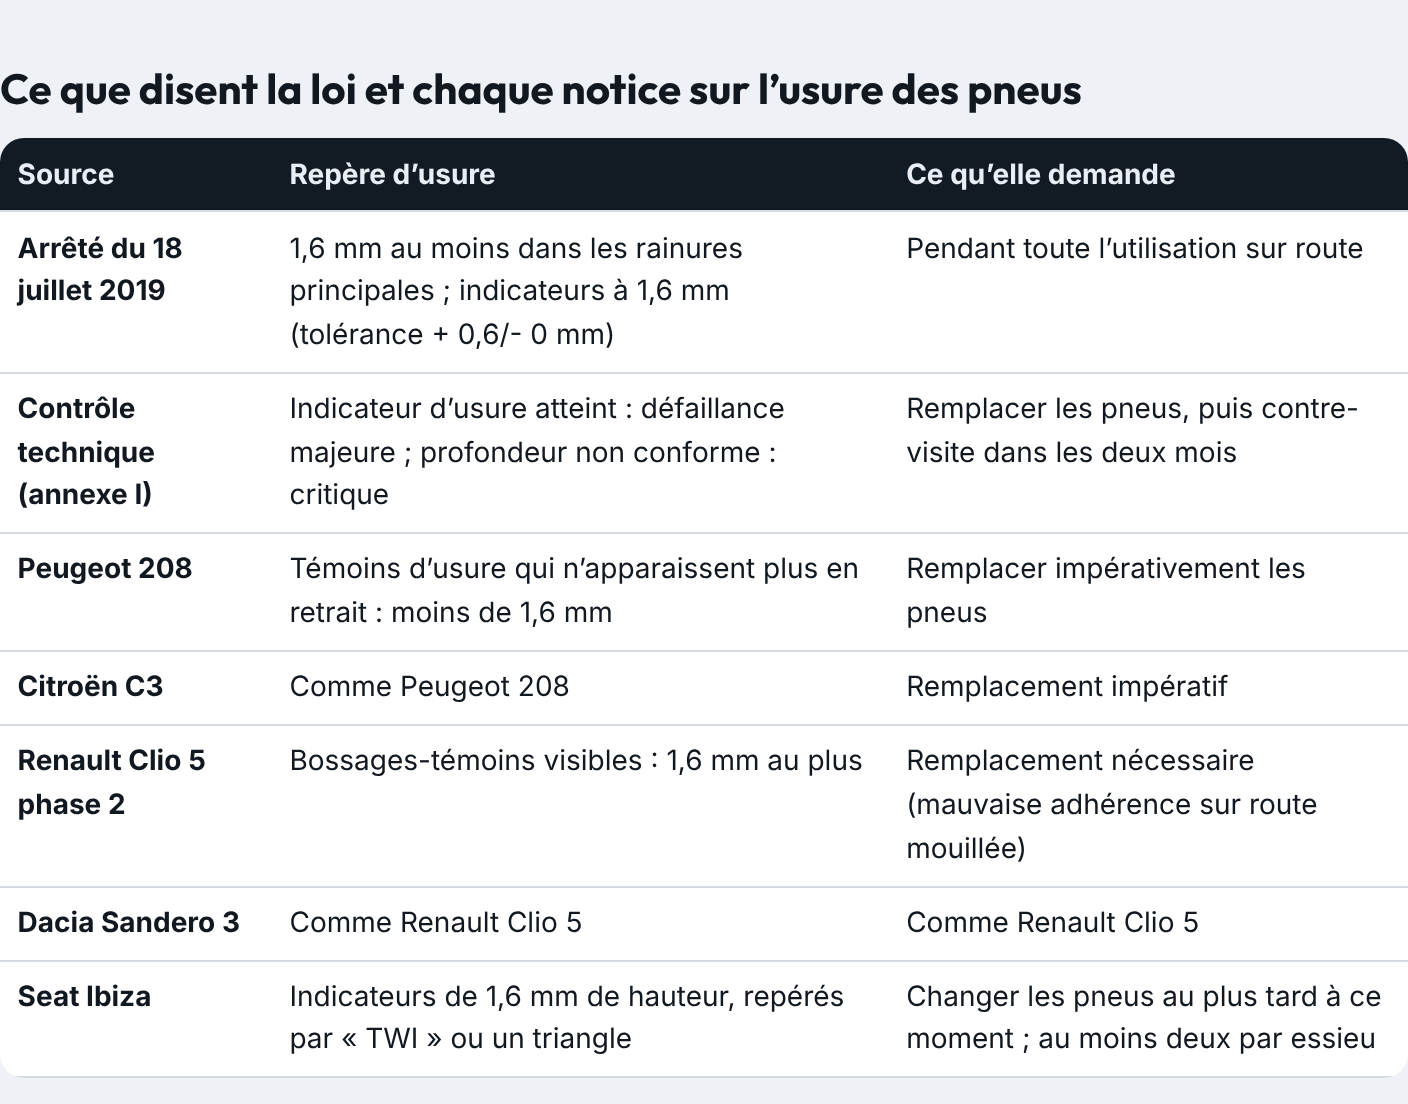 Ce que disent la loi et chaque notice sur l’usure des pneus
Source
Repère d’usure
Ce qu’elle demande
Arrêté du 18
juillet 2019
1,6 mm au moins dans les rainures
principales ; indicateurs à 1,6 mm
(tolérance + 0,6/- 0 mm)
Pendant toute l’utilisation sur route
Contrôle
technique
(annexe I)
Indicateur d’usure atteint : défaillance
majeure ; profondeur non conforme :
critique
Remplacer les pneus, puis contre-
visite dans les deux mois
Peugeot 208
Témoins d’usure qui n’apparaissent plus en
retrait : moins de 1,6 mm
Remplacer impérativement les
pneus
Citroën C3
Comme Peugeot 208
Remplacement impératif
Renault Clio 5
phase 2
Bossages-témoins visibles : 1,6 mm au plus
Remplacement nécessaire
(mauvaise adhérence sur route
mouillée)
Dacia Sandero 3
Comme Renault Clio 5
Comme Renault Clio 5
Seat Ibiza
Indicateurs de 1,6 mm de hauteur, repérés
par « TWI » ou un triangle
Changer les pneus au plus tard à ce
moment ; au moins deux par essieu